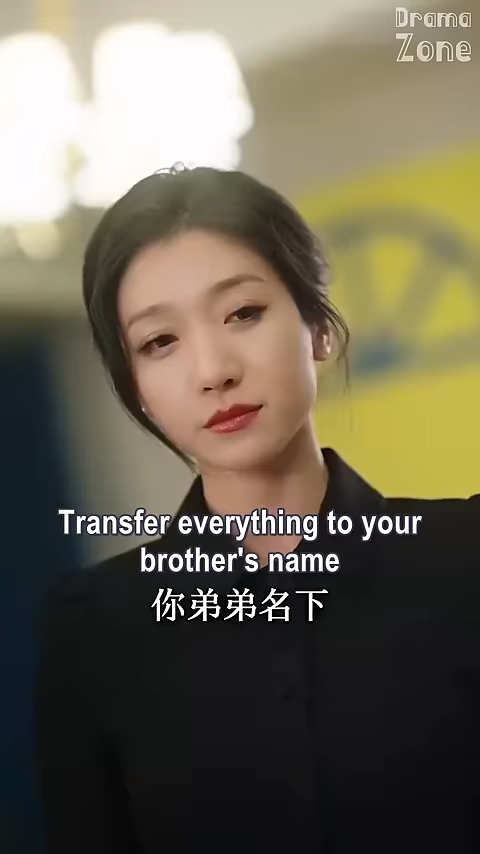 Drama
Zone
Transfer everything to your
brother's name
你弟弟名下